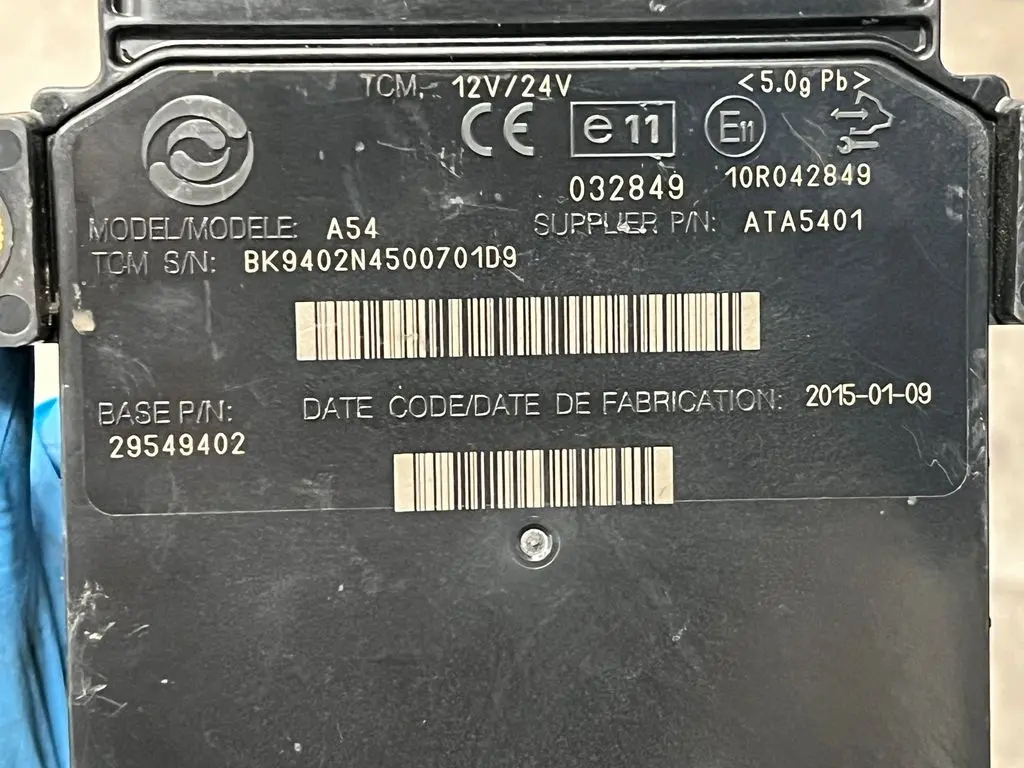 TCM, 12V/24V <5.0g Pb>
CE e11 E11
032849 10R042849
MODEL/MODELE: A54 SUPPLIER P/N: ATA5401
TCM S/N: BK9402N4500701D9
BASE P/N: DATE CODE/DATE DE FABRICATION: 2015-01-09
29549402